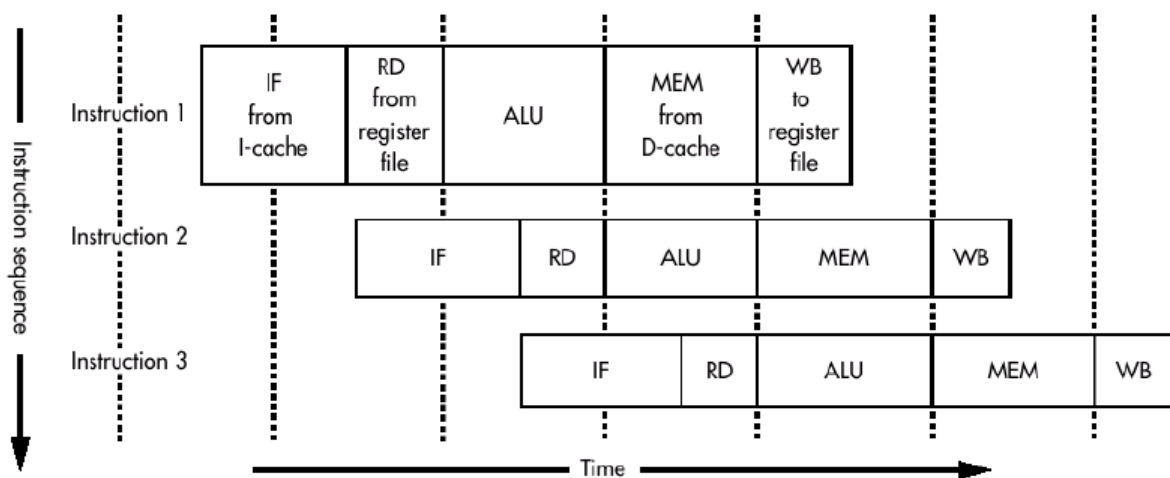 Instruction sequence
Instruction 1
IF
from
I-cache
RD
from
register
file
ALU
MEM
from
D-cache
WB
to
register
file
Instruction 2
IF
RD
ALU
MEM
WB
Instruction 3
IF
RD
ALU
MEM
WB
Time